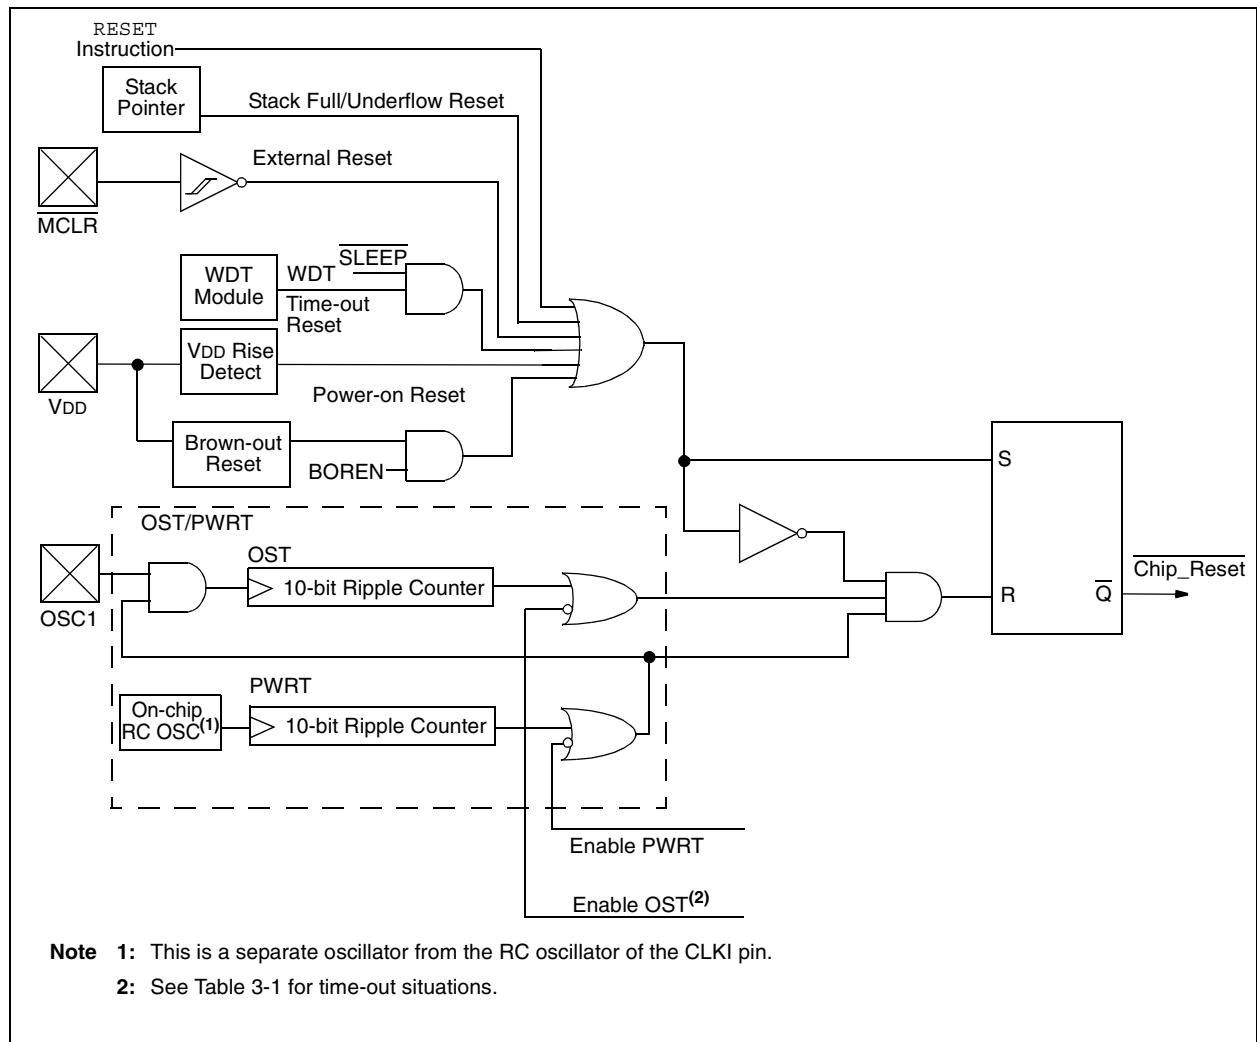 RESET
Instruction
Stack
Pointer
Stack Full/Underflow Reset
External Reset
MCLR
SLEEP
WDT
Module
WDT
Time-out
Reset
VDD Rise
Detect
VDD
Power-on Reset
Brown-out
Reset
BOREN
S
OST/PWRT
OST
10-bit Ripple Counter
OSC1
Chip_Reset
R
Q
PWRT
On-chip
RC OSC(1)
10-bit Ripple Counter
Enable PWRT
Enable OST(2)
Note 1: This is a separate oscillator from the RC oscillator of the CLKI pin.
2: See Table 3-1 for time-out situations.